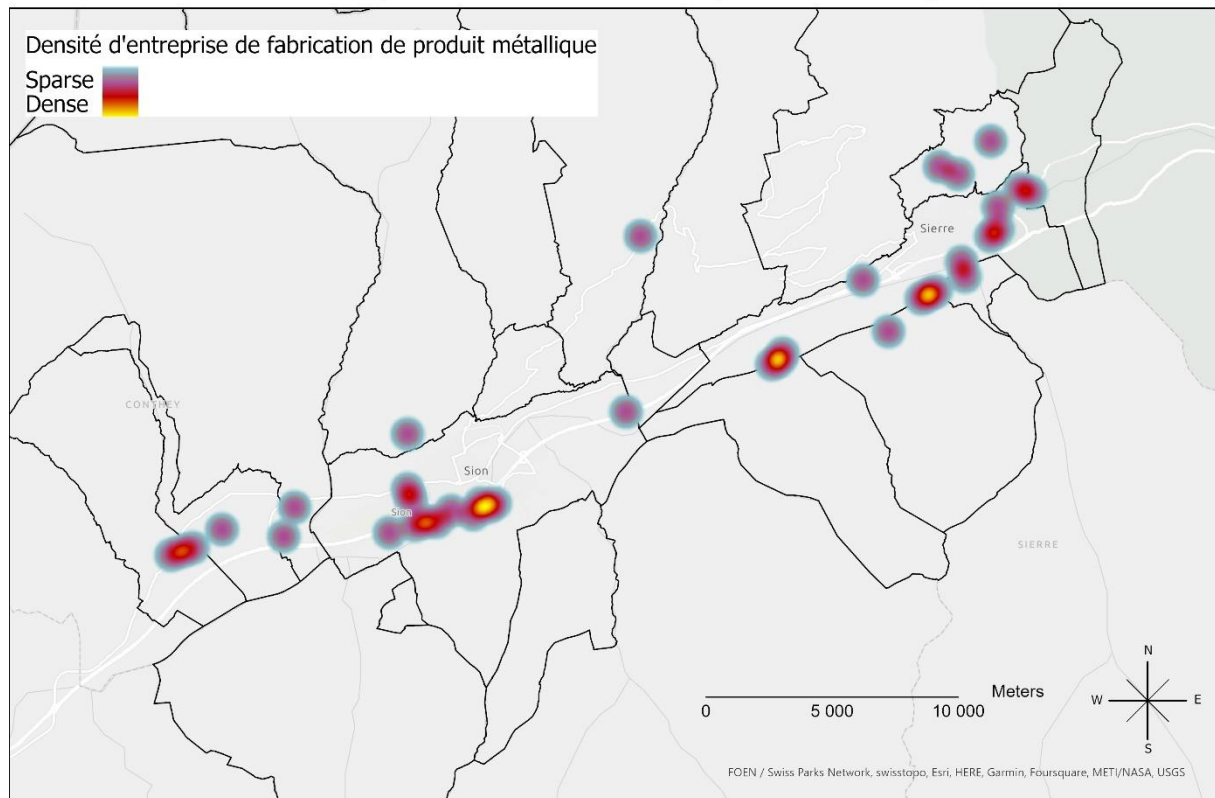 Densité d'entreprise de fabrication de produit métallique
Sparse
Dense
Sierre
CONTHEY
Sion
Sion
SIERRE
N
W E
S
Meters
0 5 000 10 000
FOEN / Swiss Parks Network, swisstopo, Esri, HERE, Garmin, Foursquare, METI/NASA, USGS